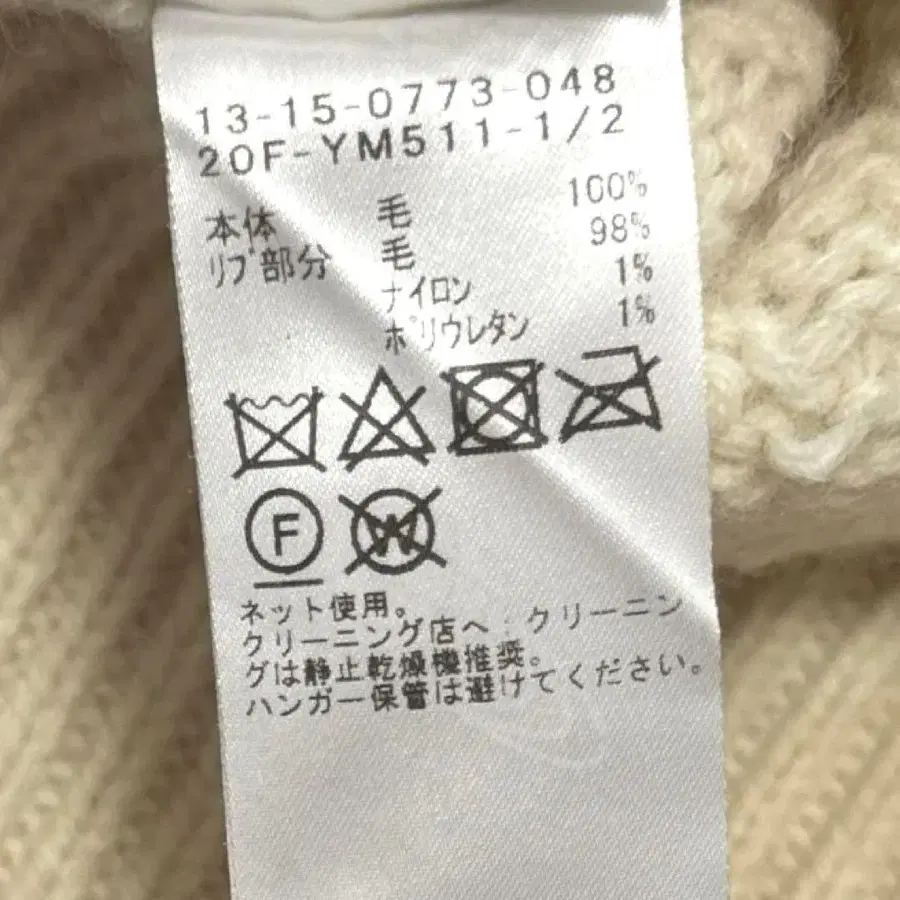 13-15-0773-048
20F-YM511-1/2
本体 毛 100%
リブ部分 毛 98%
ナイロン 1%
ポリウレタン 1%
F
W
ネット使用。
クリーニング店へ:クリーニン
グは静止乾燥機推奨。
ハンガー保管は避けてください。